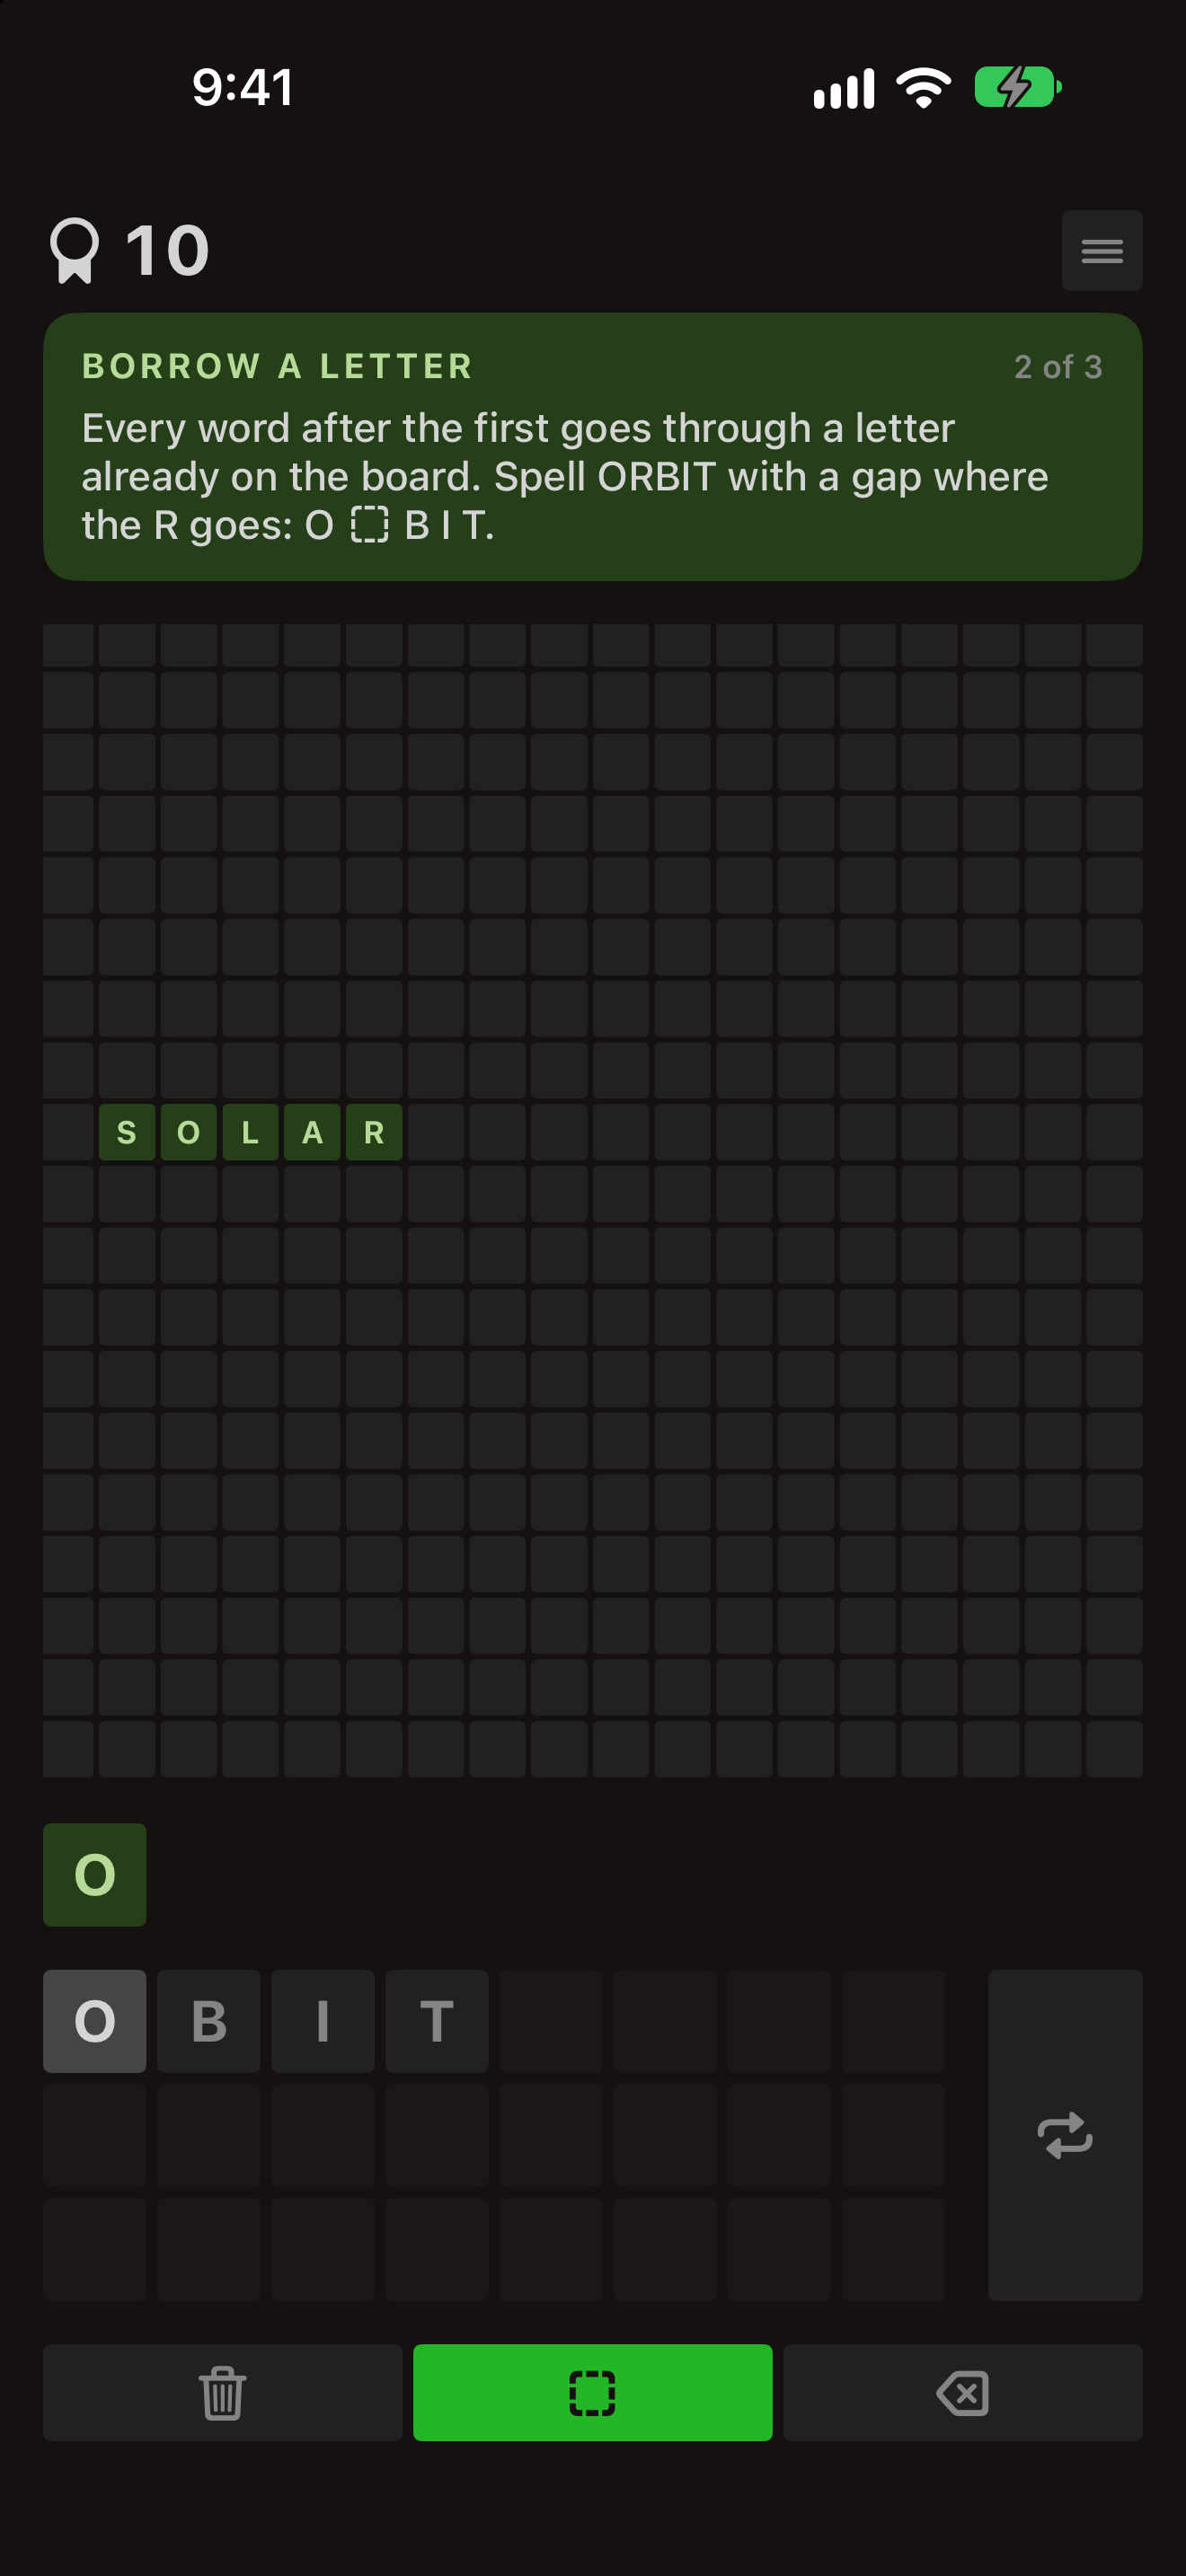 9:41
10
BORROW A LETTER 2 of 3
Every word after the first goes through a letter
already on the board. Spell ORBIT with a gap where
the R goes: O B I T.
S O L A R
O
O B I T